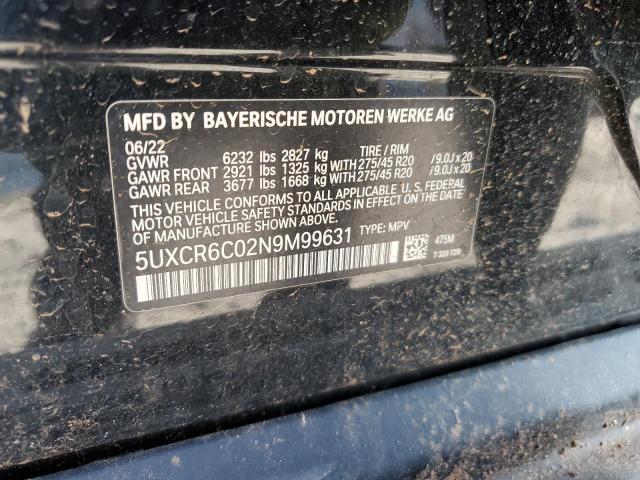 MFD BY BAYERISCHE MOTOREN WERKE AG
06/22
GVWR 6232 lbs 2827 kg TIRE / RIM
GAWR FRONT 2921 lbs 1325 kg WITH 275/45 R20 / 9.0J x 20
GAWR REAR 3677 lbs 1668 kg WITH 275/45 R20 / 9.0J x 20
THIS VEHICLE CONFORMS TO ALL APPLICABLE U. S. FEDERAL
MOTOR VEHICLE SAFETY STANDARDS IN EFFECT ON THE DATE
OF MANUFACTURE SHOWN ABOVE.
5UXCR6C02N9M99631 TYPE: MPV
475M
7 320 729